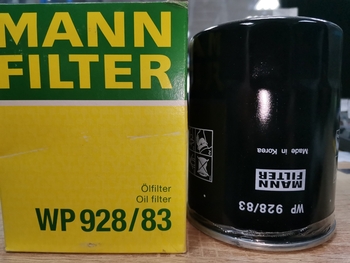 MANN
FILTER
Ölfilter
Oil filter
WP 928/83
WP 928/83
MANN
FILTER
Made in Korea